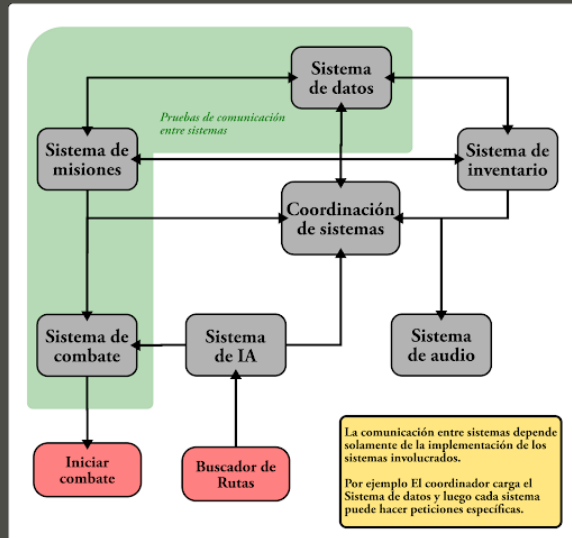 Sistema
de datos
Pruebas de comunicación
entre sistemas
Sistema de
misiones
Sistema de
inventario
Coordinación
de sistemas
Sistema de
combate
Sistema
de IA
Sistema
de audio
Iniciar
combate
Buscador de
Rutas
La comunicación entre sistemas depende
solamente de la implementación de los
sistemas involucrados.
Por ejemplo El coordinador carga el
Sistema de datos y luego cada sistema
puede hacer peticiones específicas.